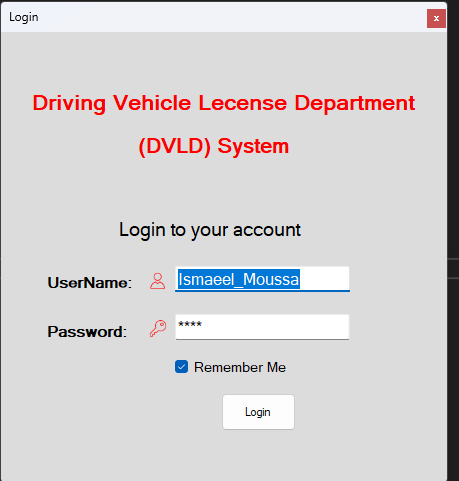 Login
x
Driving Vehicle Lecense Department
(DVLD) System
Login to your account
UserName: Ismaeel_Moussa
Password: ****
Remember Me
Login